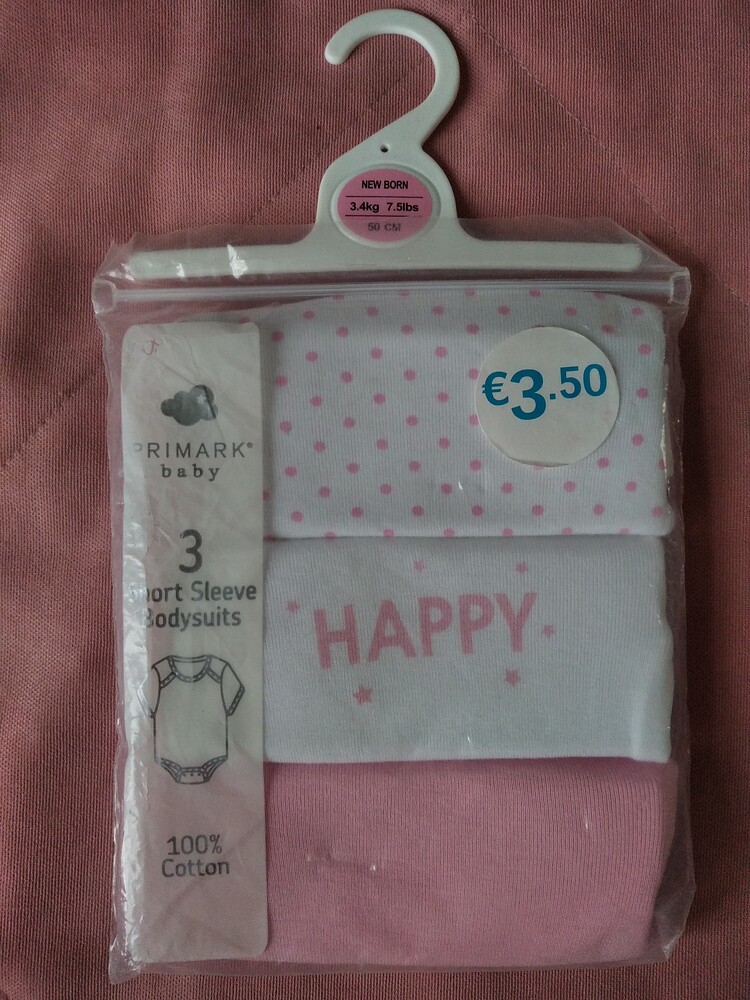 NEW BORN
3.4kg 7.5lbs
50 CM
€3.50
PRIMARK®
baby
3
Short Sleeve
Bodysuits
HAPPY
100%
Cotton